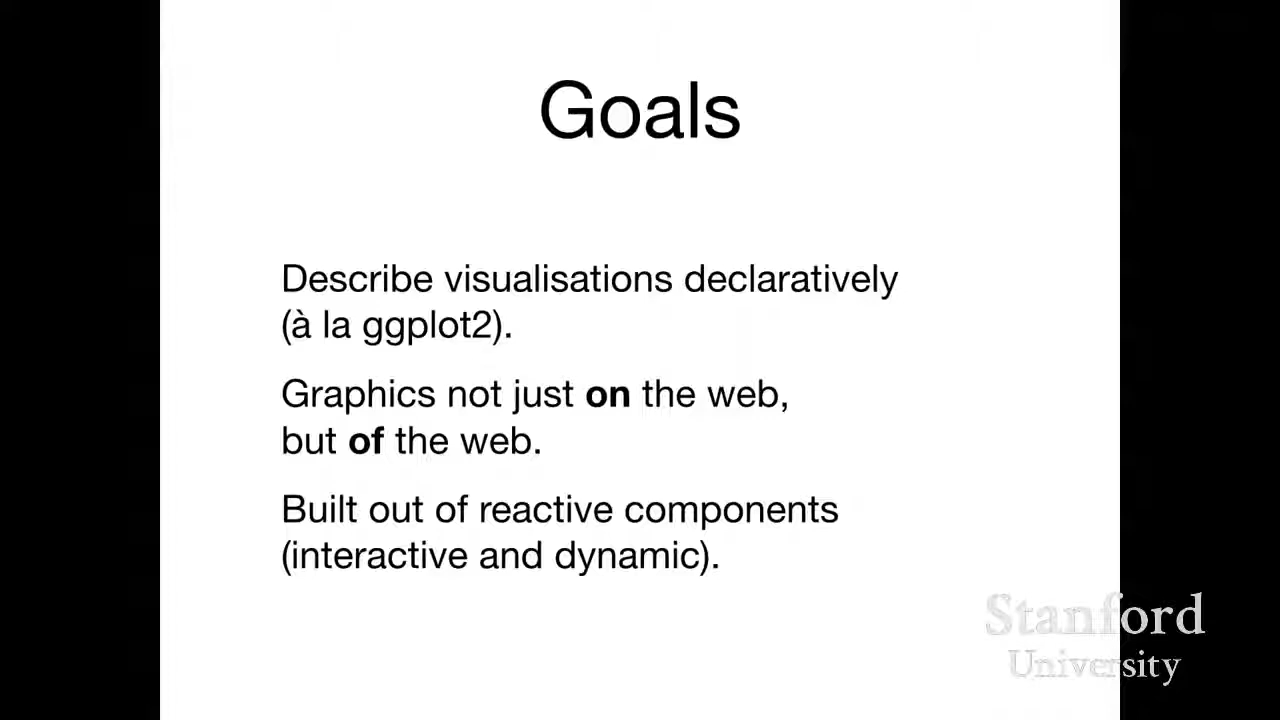 Goals
Describe visualisations declaratively
(à la ggplot2).
Graphics not just on the web,
but of the web.
Built out of reactive components
(interactive and dynamic).
Stanford
University